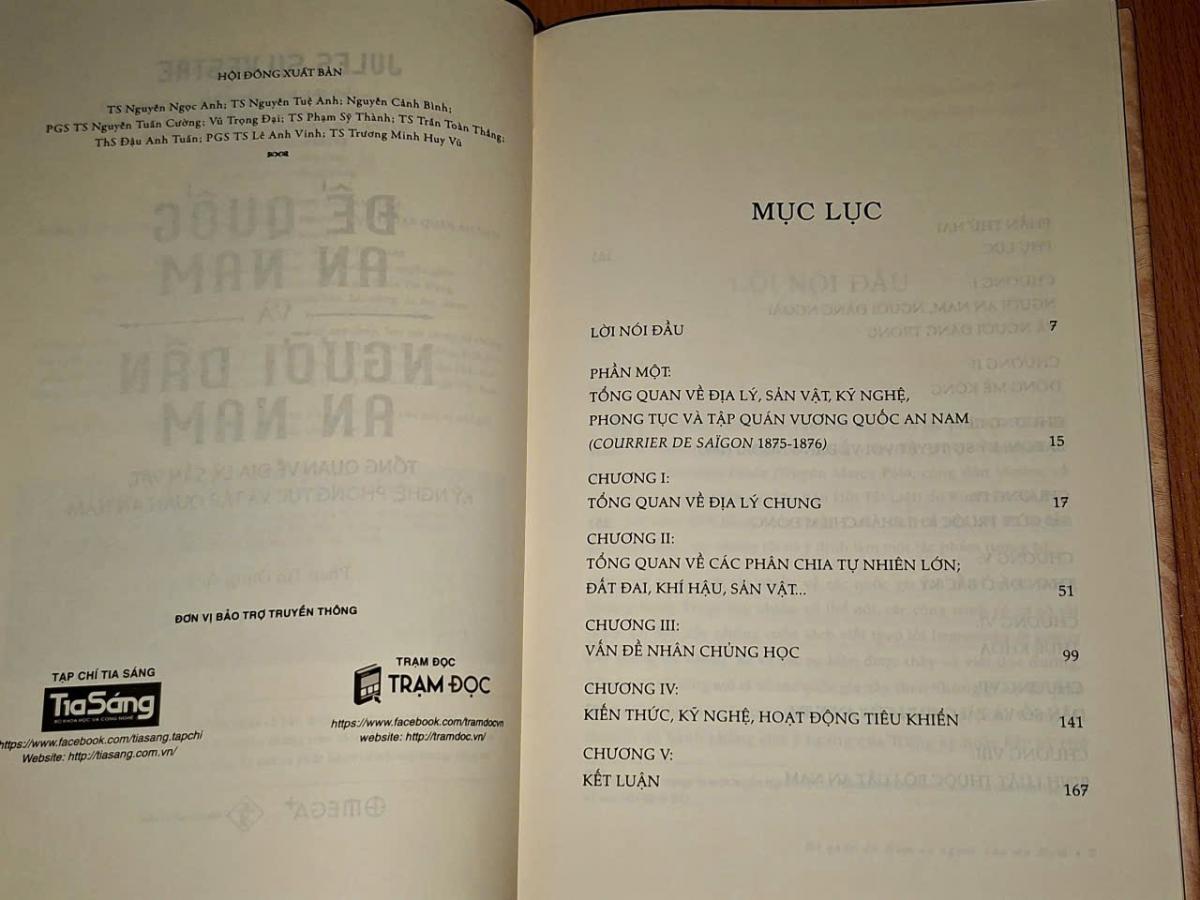 HỘI ĐỒNG XUẤT BẢN
TS Nguyễn Ngọc Anh; TS Nguyễn Tuệ Anh; Nguyễn Cảnh Bình;
PGS TS Nguyễn Tuấn Cường; Vũ Trọng Đại; TS Phạm Sỹ Thành; TS Trần Toàn Thắng;
ThS Đậu Anh Tuấn; PGS TS Lê Anh Vinh; TS Trương Minh Huy Vũ
ĐƠN VỊ BẢO TRỢ TRUYỀN THÔNG
TẠP CHÍ TIA SÁNG
TiaSáng
BỘ KHOA HỌC VÀ CÔNG NGHỆ
https://www.facebook.com/tiasang.tapchi
Website: http://tiasang.com.vn/
TRẠM ĐỌC
TRẠM ĐỌC
https://www.facebook.com/tramdocvn
website: http://tramdoc.vn/
MỤC LỤC
LỜI NÓI ĐẦU 7
PHẦN MỘT:
TỔNG QUAN VỀ ĐỊA LÝ, SẢN VẬT, KỸ NGHỆ,
PHONG TỤC VÀ TẬP QUÁN VƯƠNG QUỐC AN NAM
(COURRIER DE SAÏGON 1875-1876) 15
CHƯƠNG I:
TỔNG QUAN VỀ ĐỊA LÝ CHUNG 17
CHƯƠNG II:
TỔNG QUAN VỀ CÁC PHÂN CHIA TỰ NHIÊN LỚN;
ĐẤT ĐAI, KHÍ HẬU, SẢN VẬT... 51
CHƯƠNG III:
VẤN ĐỀ NHÂN CHỦNG HỌC 99
CHƯƠNG IV:
KIẾN THỨC, KỸ NGHỆ, HOẠT ĐỘNG TIÊU KHIỂN 141
CHƯƠNG V:
KẾT LUẬN 167